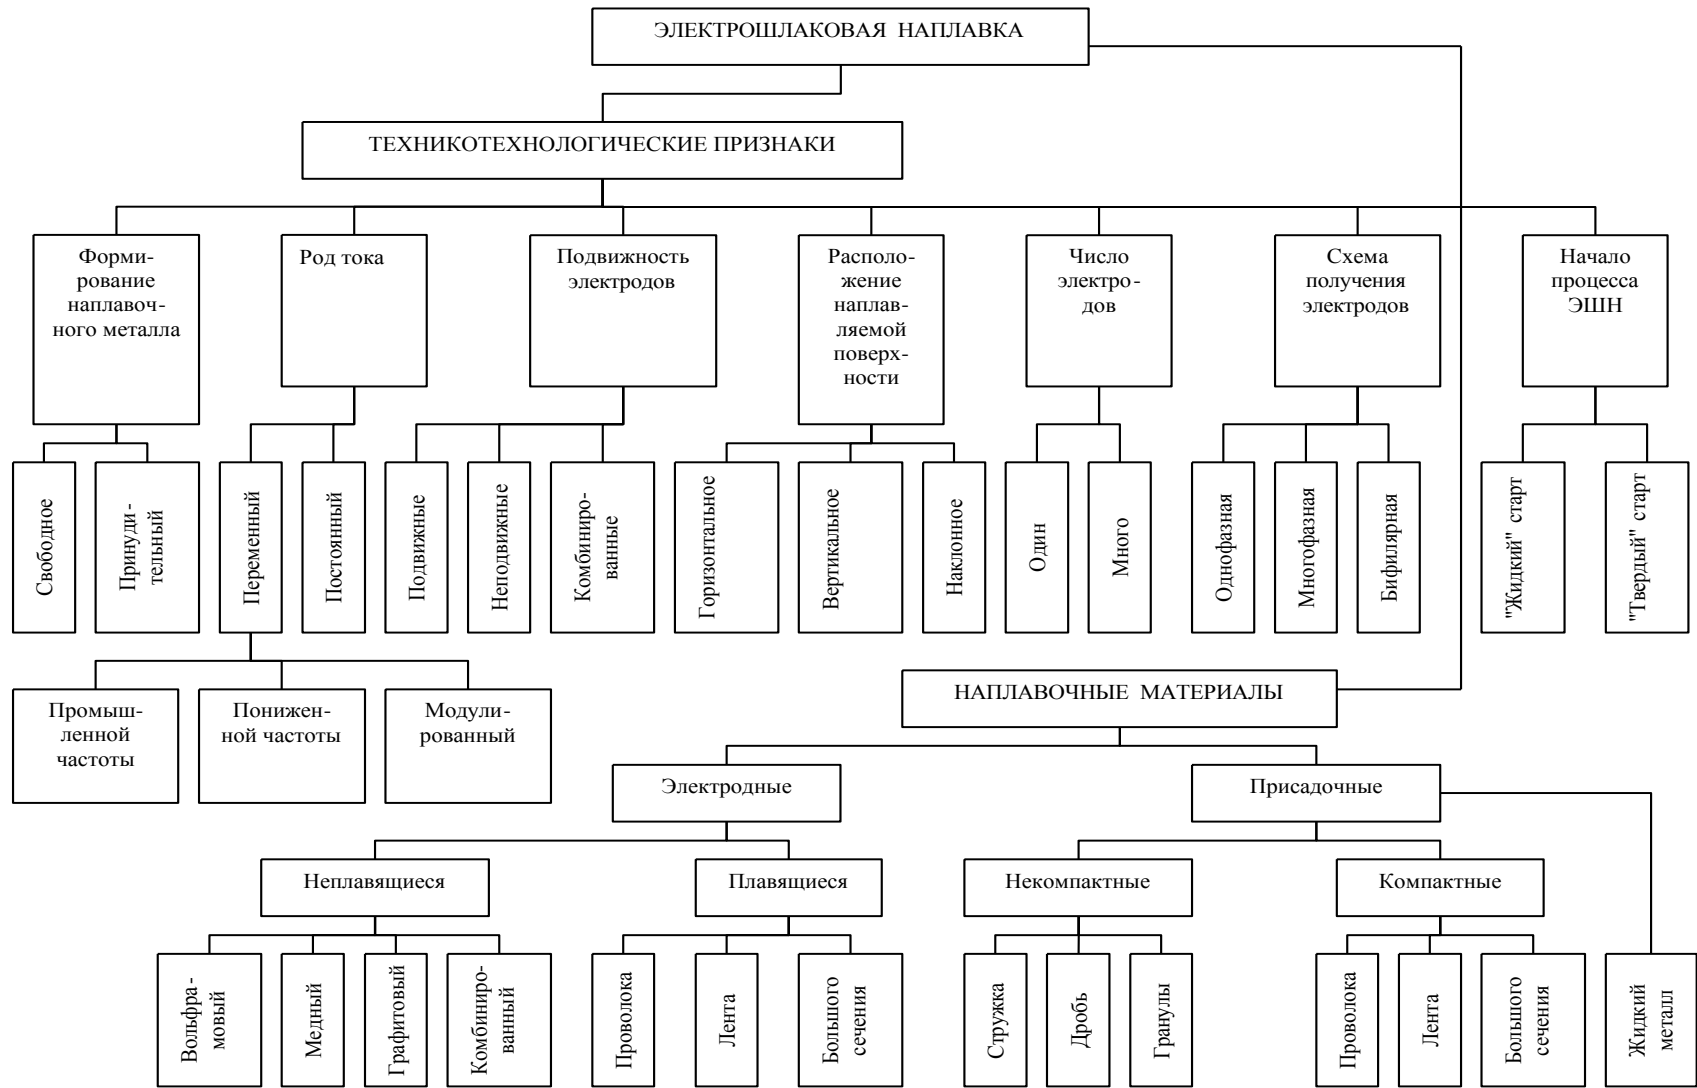 ЭЛЕКТРОШЛАКОВАЯ НАПЛАВКА
ТЕХНИКОТЕХНОЛОГИЧЕСКИЕ ПРИЗНАКИ
Форми-
рование
наплавоч-
ного металла
Род тока
Подвижность
электродов
Располо-
жение
наплав-
ляемой
поверх-
ности
Число
электро-
дов
Схема
получения
электродов
Начало
процесса
ЭШН
Свободное
Принуди-
тельный
Переменный
Постоянный
Подвижные
Неподвижные
Комбиниро-
ванные
Горизонтальное
Вертикальное
Наклонное
Один
Много
Однофазная
Многофазная
Бифилярная
"Жидкий" старт
"Твердый" старт
Промыш-
ленной
частоты
Понижен-
ной частоты
Модули-
рованный
НАПЛАВОЧНЫЕ МАТЕРИАЛЫ
Электродные
Присадочные
Неплавящиеся
Плавящиеся
Некомпактные
Компактные
Вольфра-
мовый
Медный
Графитовый
Комбиниро-
ванный
Проволока
Лента
Большого
сечения
Стружка
Дробь
Гранулы
Проволока
Лента
Большого
сечения
Жидкий
металл